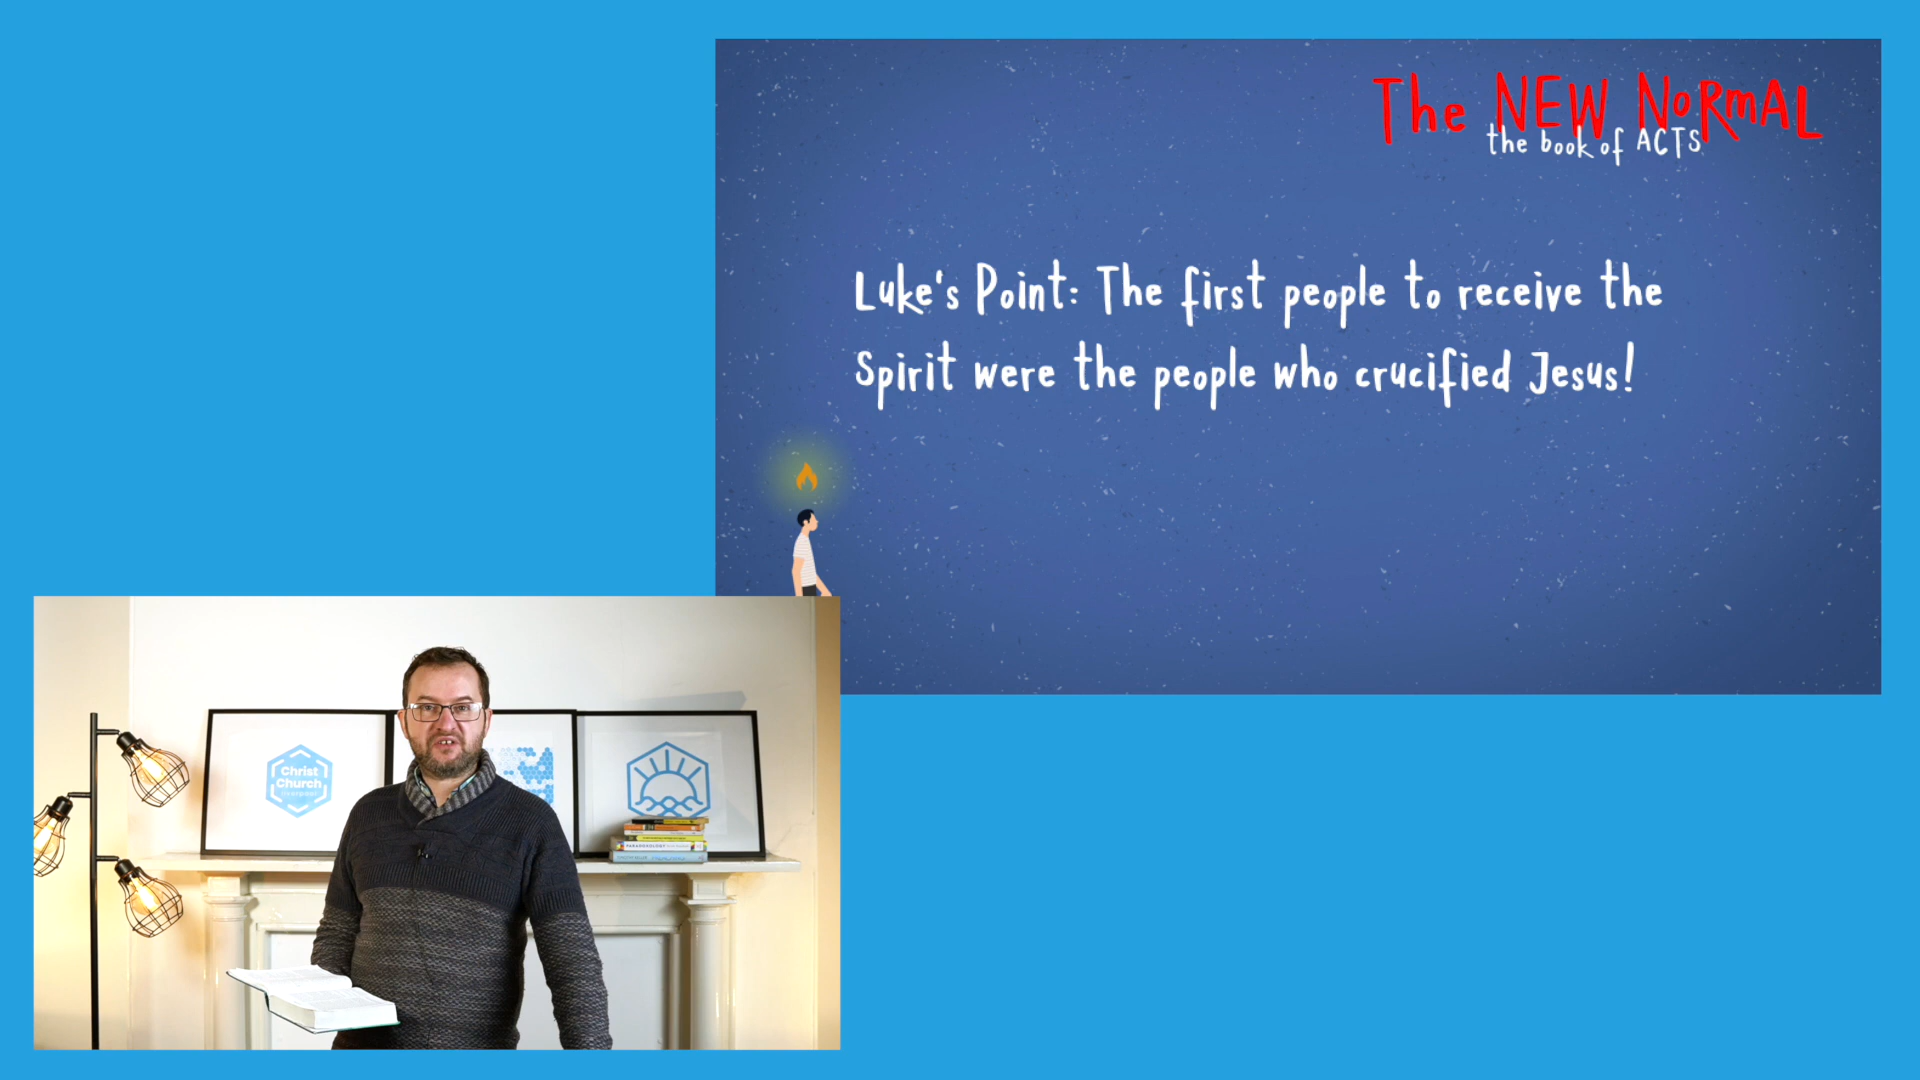 The NEW NoRmAL
the book of ACTS
Luke's Point: The first people to receive the
Spirit were the people who crucified Jesus!
Christ
Church